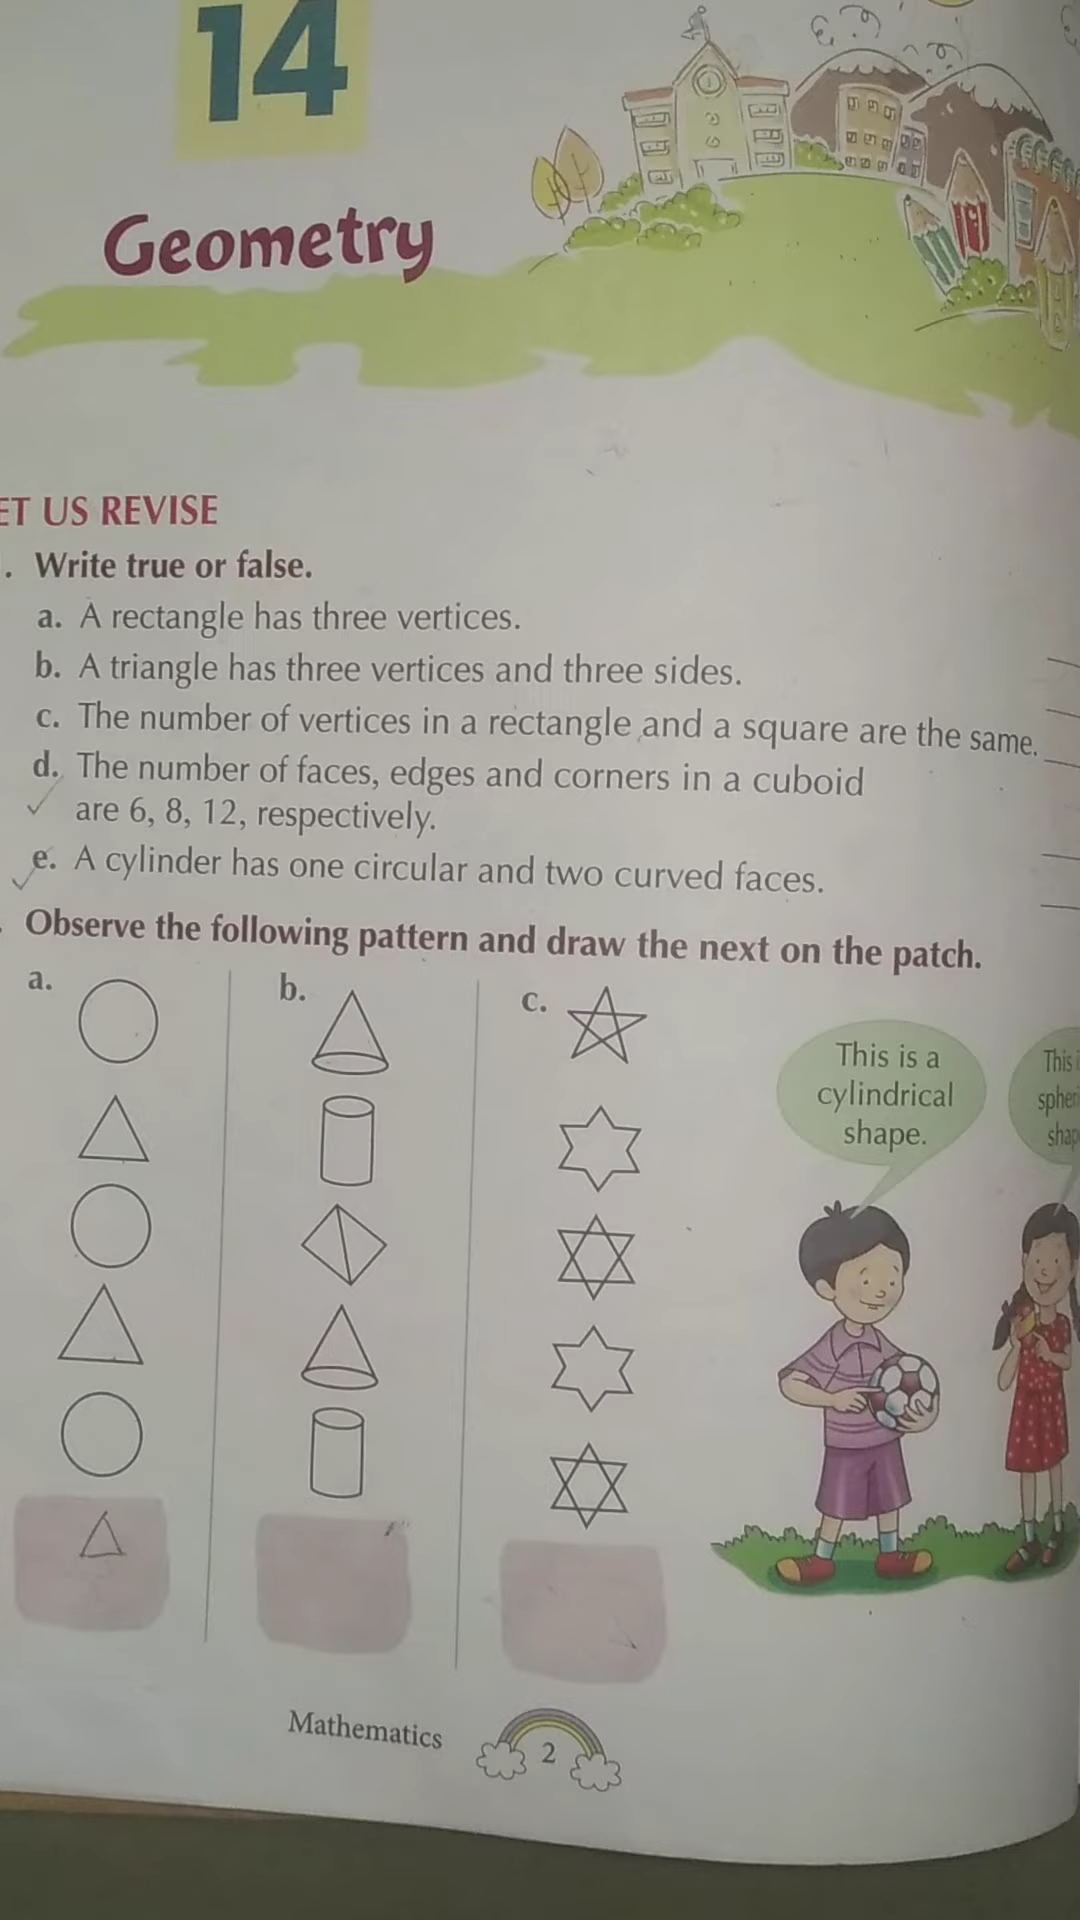 14
Geometry
ET US REVISE
. Write true or false.
a. A rectangle has three vertices.
b. A triangle has three vertices and three sides.
c. The number of vertices in a rectangle and a square are the same.
d. The number of faces, edges and corners in a cuboid
are 6, 8, 12, respectively.
e. A cylinder has one circular and two curved faces.
. Observe the following pattern and draw the next on the patch.
a.
b.
c.
This is a
cylindrical
shape.
This i
spher
shap
Mathematics
2